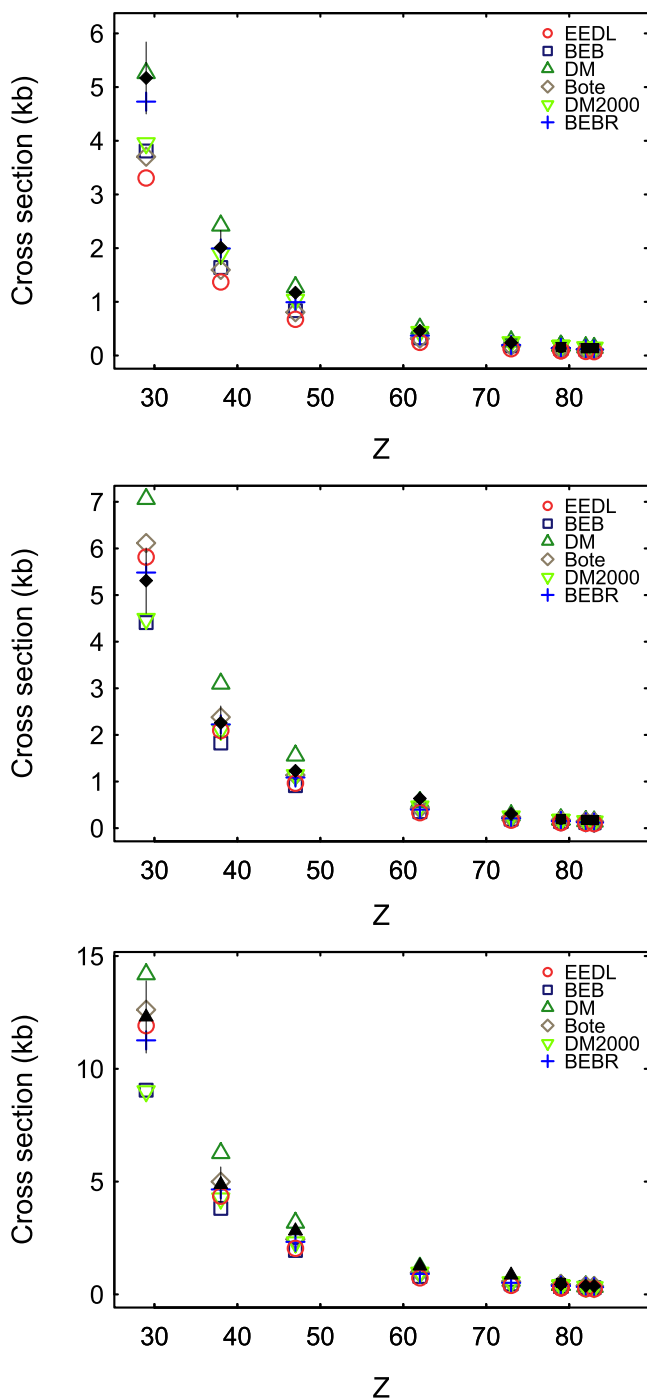 6
5
4
3
2
1
0
Cross section (kb)
EEDL
BEB
DM
Bote
DM2000
BEBR
30 40 50 60 70 80
Z
7
6
5
4
3
2
1
0
Cross section (kb)
EEDL
BEB
DM
Bote
DM2000
BEBR
30 40 50 60 70 80
Z
15
10
5
0
Cross section (kb)
EEDL
BEB
DM
Bote
DM2000
BEBR
30 40 50 60 70 80
Z